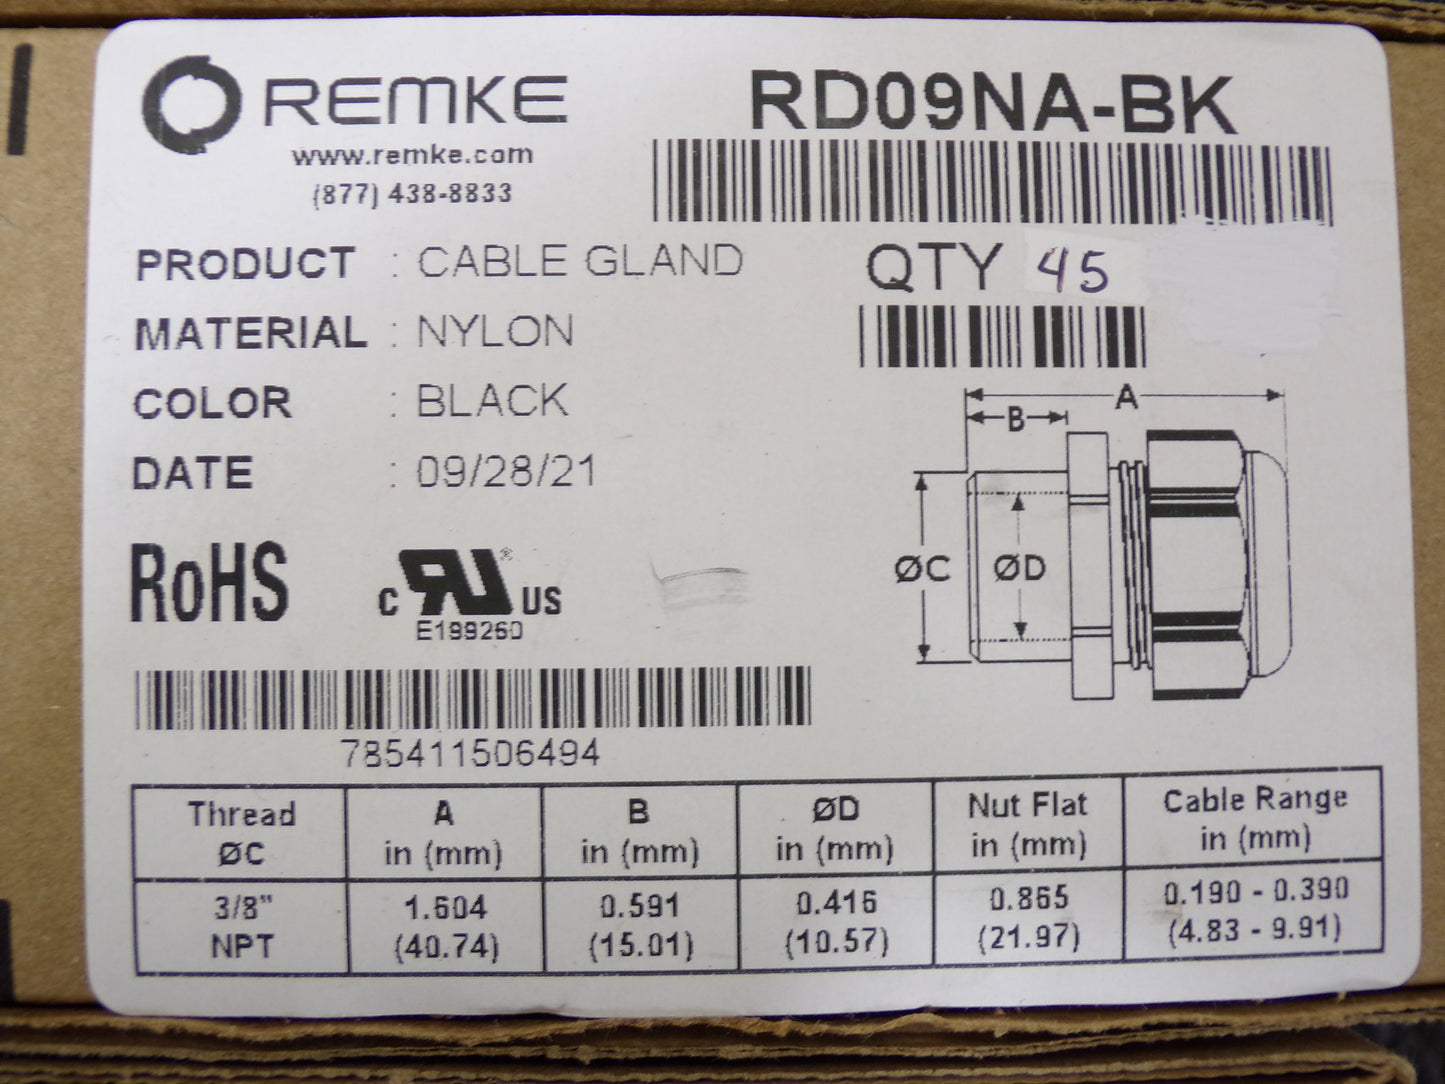 REMKE
www.remke.com
(877) 438-8833
RD09NA-BK
PRODUCT : CABLE GLAND
QTY 45
MATERIAL : NYLON
COLOR : BLACK
DATE : 09/28/21
RoHS
C RU ® US
E199260
A
B
ØC
ØD
785411506494
Thread ØC | A in (mm) | B in (mm) | ØD in (mm) | Nut Flat in (mm) | Cable Range in (mm)
3/8" NPT | 1.604 (40.74) | 0.591 (15.01) | 0.416 (10.57) | 0.865 (21.97) | 0.190 - 0.390 (4.83 - 9.91)